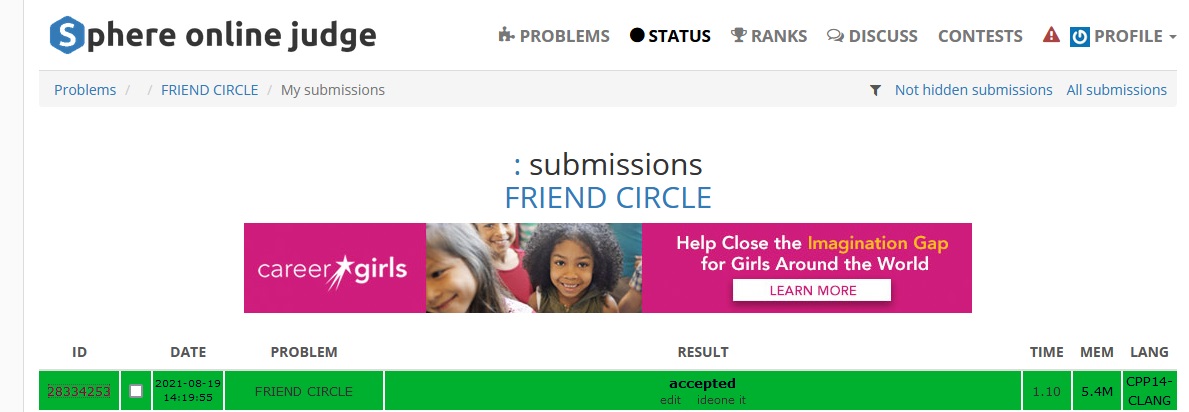 Sphere online judge
PROBLEMS STATUS RANKS DISCUSS CONTESTS PROFILE
Problems / / FRIEND CIRCLE / My submissions
Not hidden submissions All submissions
: submissions
FRIEND CIRCLE
career girls
Help Close the Imagination Gap
for Girls Around the World
LEARN MORE
ID DATE PROBLEM RESULT TIME MEM LANG
28334253 2021-08-19 14:19:55 FRIEND CIRCLE accepted 1.10 5.4M CPP14-CLANG
edit ideone it